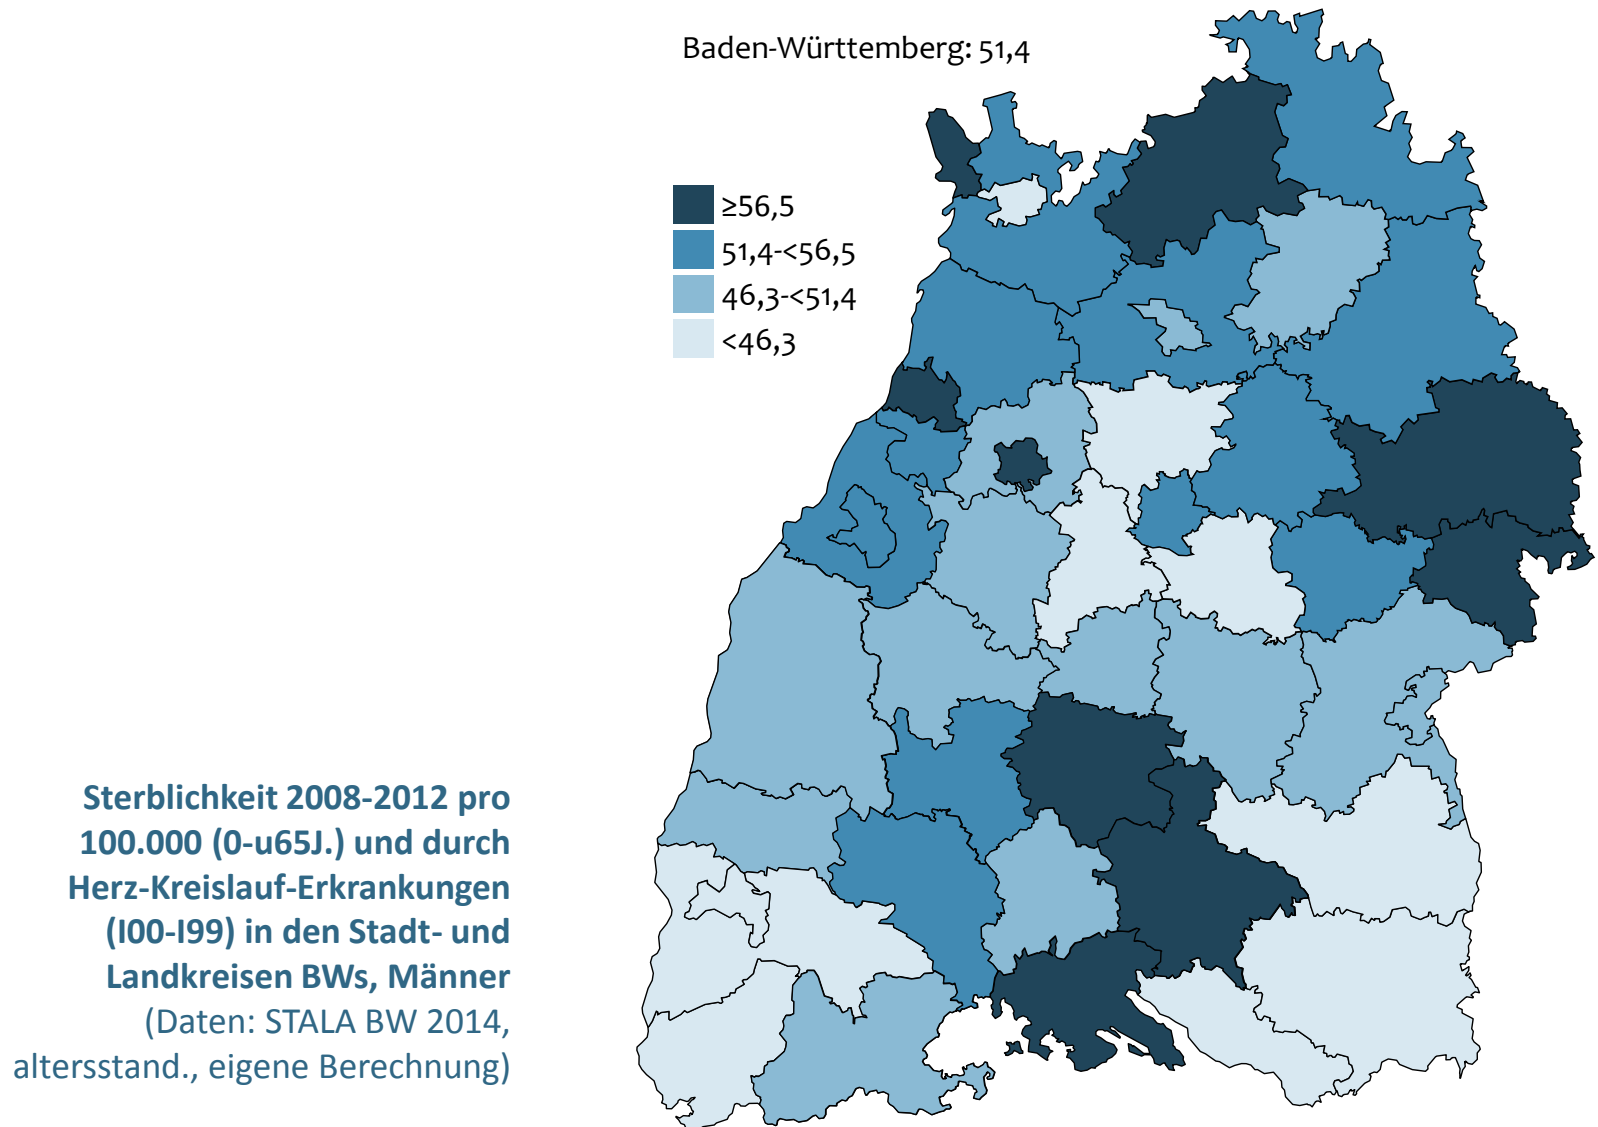 Baden-Württemberg: 51,4
≥56,5
51,4-<56,5
46,3-<51,4
<46,3
Sterblichkeit 2008-2012 pro
100.000 (0-u65J.) und durch
Herz-Kreislauf-Erkrankungen
(I00-I99) in den Stadt- und
Landkreisen BWs, Männer
(Daten: STALA BW 2014,
altersstand., eigene Berechnung)